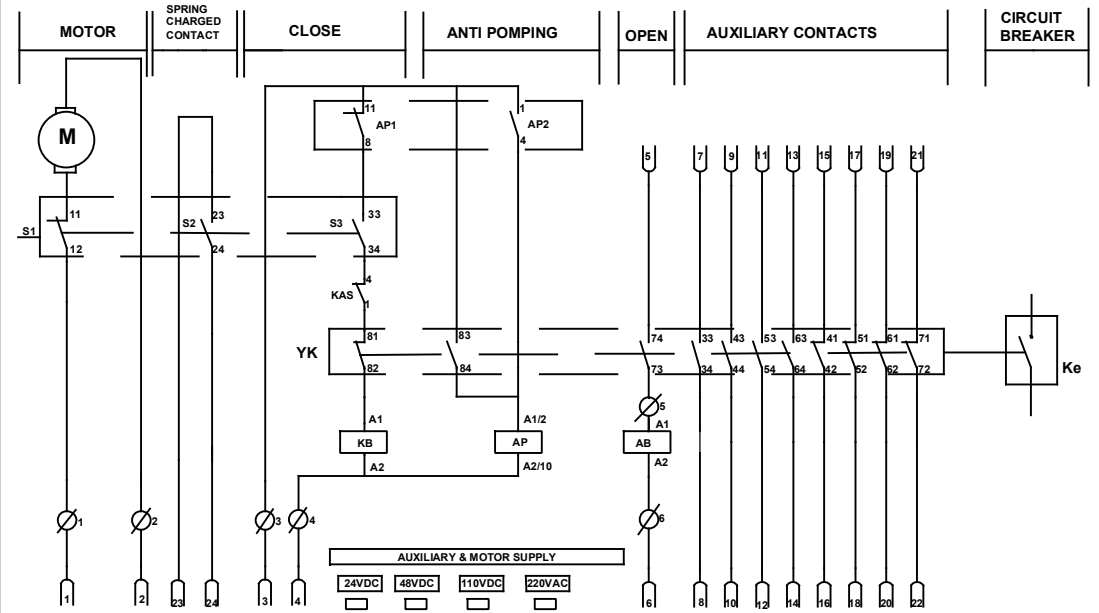 MOTOR
SPRING
CHARGED
CONTACT
CLOSE
ANTI POMPING
OPEN
AUXILIARY CONTACTS
CIRCUIT
BREAKER
11
AP1
8
1
AP2
4
M
5
7
9
11
13
15
17
19
21
S1
11
12
S2
23
24
S3
33
34
KAS
4
1
YK
81
82
83
84
74
73
33
34
43
44
53
54
63
64
41
42
51
52
61
62
71
72
Ke
5
A1
KB
A2
A1/2
AP
A2/10
A1
AB
A2
1
2
3
4
6
AUXILIARY & MOTOR SUPPLY
24VDC
48VDC
110VDC
220VAC
1
2
23
24
3
4
6
8
10
12
14
16
18
20
22